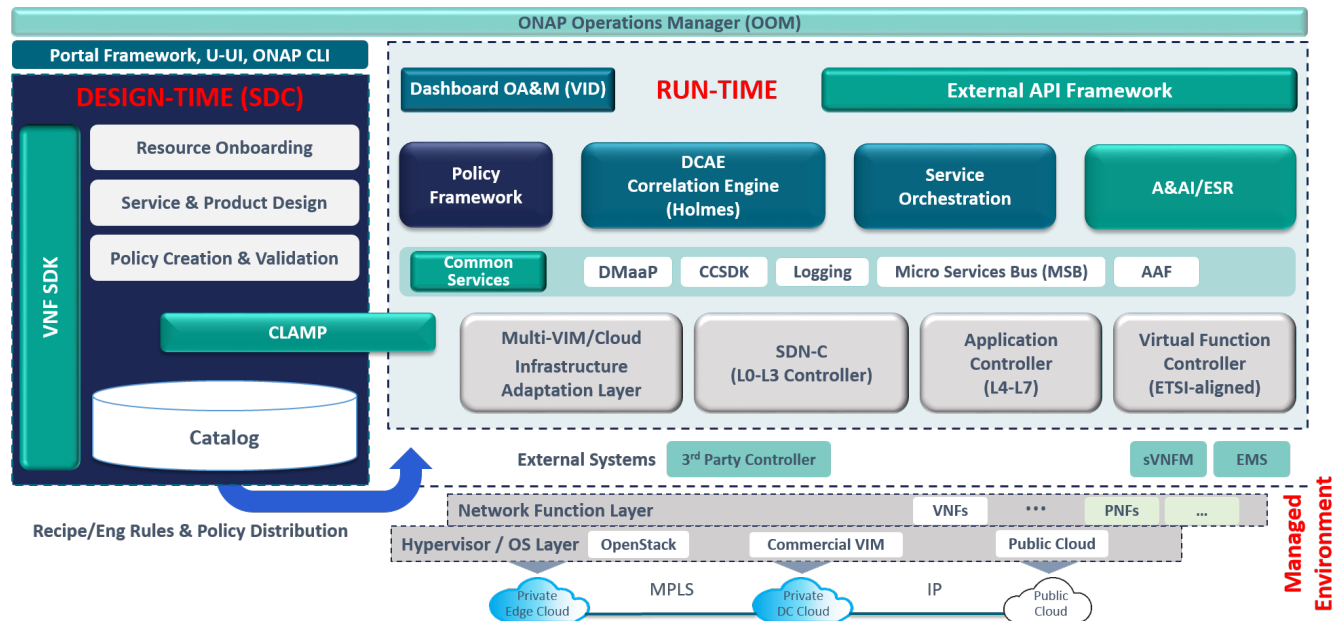 ONAP Operations Manager (OOM)
Portal Framework, U-UI, ONAP CLI
DESIGN-TIME (SDC)
VNF SDK
Resource Onboarding
Service & Product Design
Policy Creation & Validation
CLAMP
Catalog
Recipe/Eng Rules & Policy Distribution
Dashboard OA&M (VID)
RUN-TIME
External API Framework
Policy
Framework
DCAE
Correlation Engine
(Holmes)
Service
Orchestration
A&AI/ESR
Common
Services
DMaaP
CCSDK
Logging
Micro Services Bus (MSB)
AAF
Multi-VIM/Cloud
Infrastructure
Adaptation Layer
SDN-C
(L0-L3 Controller)
Application
Controller
(L4-L7)
Virtual Function
Controller
(ETSI-aligned)
External Systems
3rd Party Controller
sVNFM
EMS
Network Function Layer
VNFs
...
PNFs
...
Hypervisor / OS Layer
OpenStack
Commercial VIM
Public Cloud
Private
Edge Cloud
MPLS
Private
DC Cloud
IP
Public
Cloud
Managed
Environment